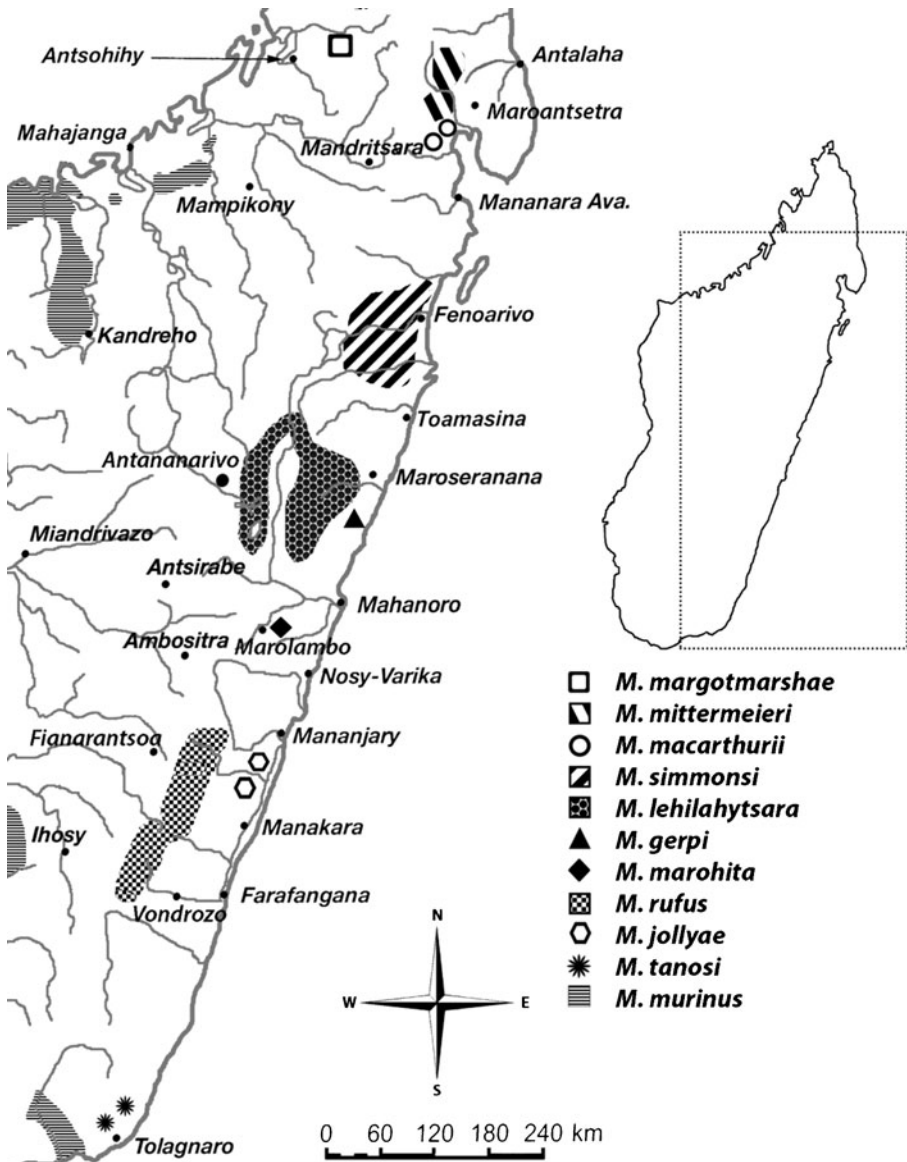 Antsohihy
Antalaha
Maroantsetra
Mahajanga
Mandritsara
Mampikony
Mananara Ava.
Fenoarivo
Kandreho
Toamasina
Antananarivo
Maroseranana
Miandrivazo
Antsirabe
Mahanoro
Ambositra
Marolambo
Nosy-Varika
Fianarantsoa
Mananjary
Ihosy
Manakara
Vondrozo
Farafangana
Tolagnaro
M. margotmarshae
M. mittermeieri
M. macarthurii
M. simmonsi
M. lehilahytsara
M. gerpi
M. marohita
M. rufus
M. jollyae
M. tanosi
M. murinus
N
W E
S
0 60 120 180 240 km